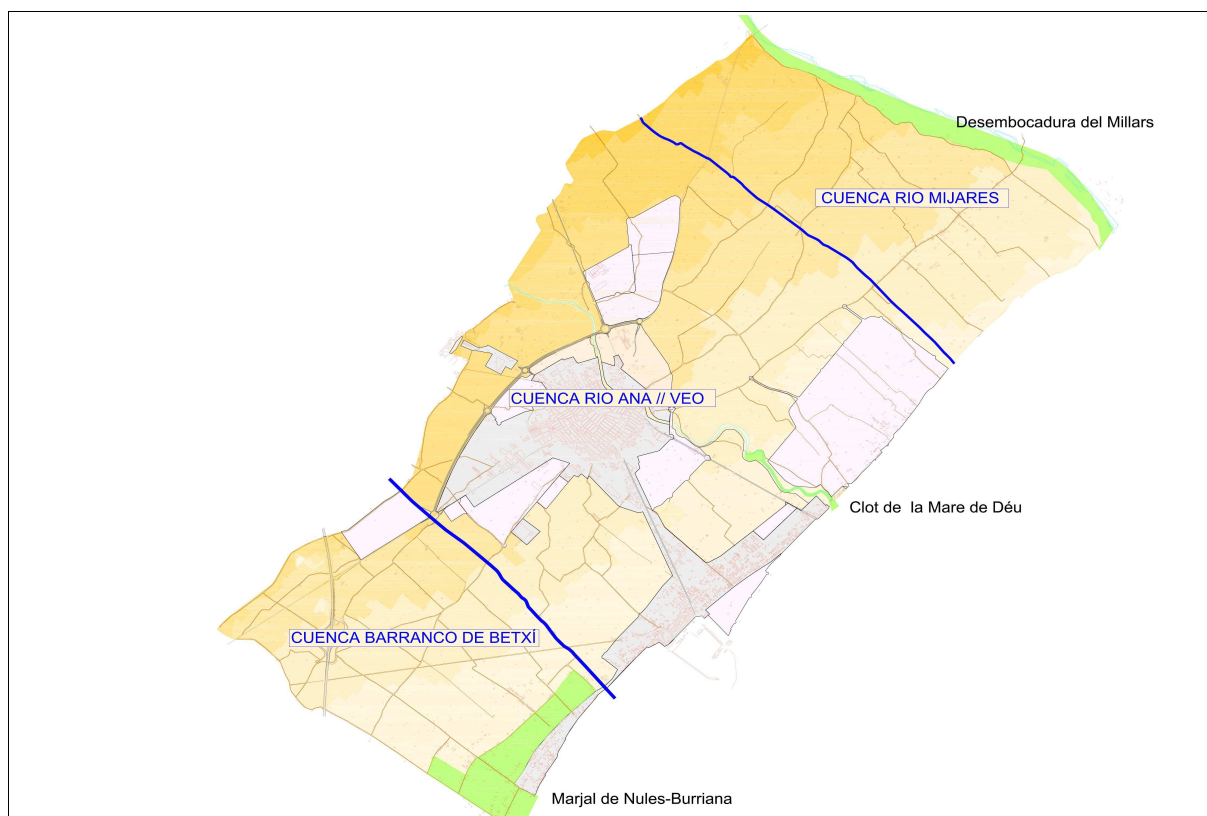 Desembocadura del Millars
CUENCA RIO MIJARES
CUENCA RIO ANA // VEO
Clot de la Mare de Déu
CUENCA BARRANCO DE BETXÍ
Marjal de Nules-Burriana